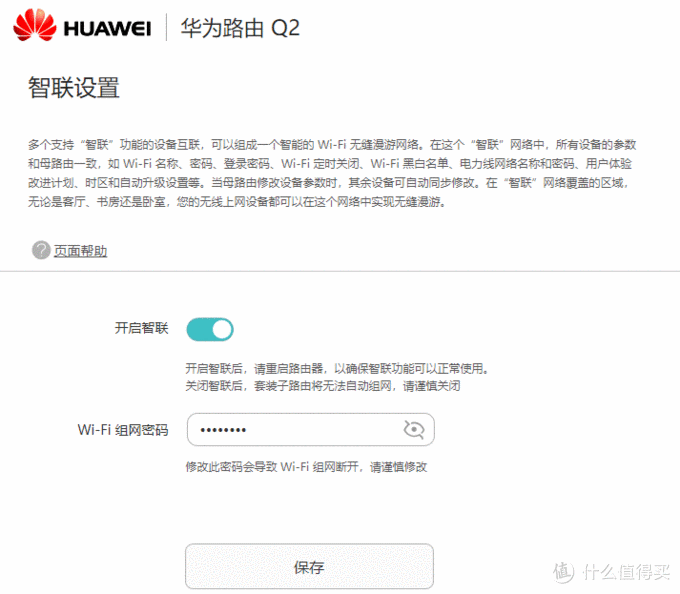 HUAWEI 华为路由 Q2
智联设置
多个支持“智联”功能的设备互联，可以组成一个智能的 Wi-Fi 无缝漫游网络。在这个“智联”网络中，所有设备的参数
和母路由一致，如 Wi-Fi 名称、密码、登录密码、Wi-Fi 定时关闭、Wi-Fi 黑白名单、电力线网络名称和密码、用户体验
改进计划、时区和自动升级设置等。当母路由修改设备参数时，其余设备可自动同步修改。在“智联”网络覆盖的区域，
无论是客厅、书房还是卧室，您的无线上网设备都可以在这个网络中实现无缝漫游。
? 页面帮助
开启智联
开启智联后，请重启路由器，以确保智联功能可以正常使用。
关闭智联后，套装子路由将无法自动组网，请谨慎关闭
Wi-Fi 组网密码 ••••••••
修改此密码会导致 Wi-Fi 组网断开，请谨慎修改
保存
值 什么值得买